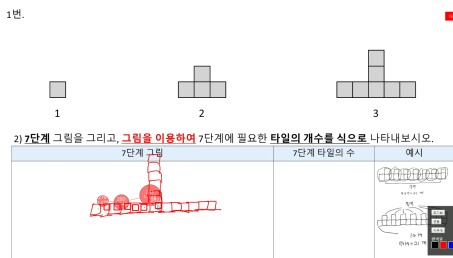 1번.
1
2
3
2) 7단계 그림을 그리고, 그림을 이용하여 7단계에 필요한 타일의 개수를 식으로 나타내보시오.
7단계 그림
7단계 타일의 수
예시